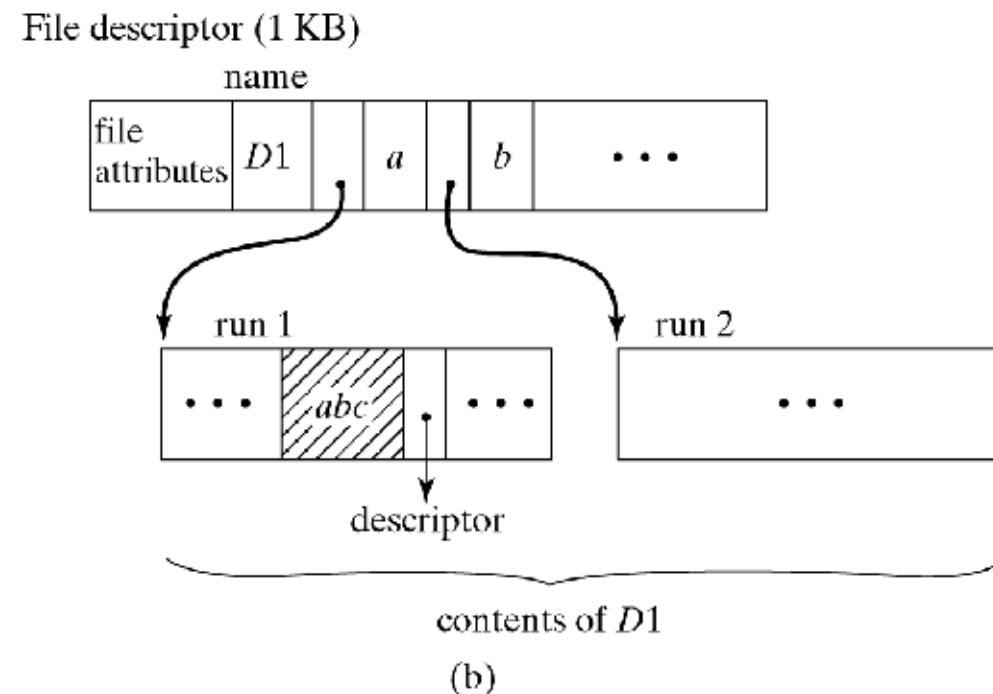 File descriptor (1 KB)
name
file attributes D1 a b • • •
run 1 run 2
• • • abc • • • • • •
descriptor
contents of D1
(b)